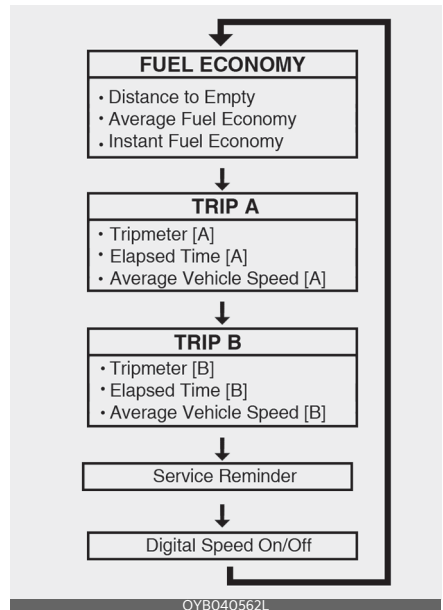 FUEL ECONOMY
• Distance to Empty
• Average Fuel Economy
• Instant Fuel Economy
TRIP A
• Tripmeter [A]
• Elapsed Time [A]
• Average Vehicle Speed [A]
TRIP B
• Tripmeter [B]
• Elapsed Time [B]
• Average Vehicle Speed [B]
Service Reminder
Digital Speed On/Off
OYB040562L